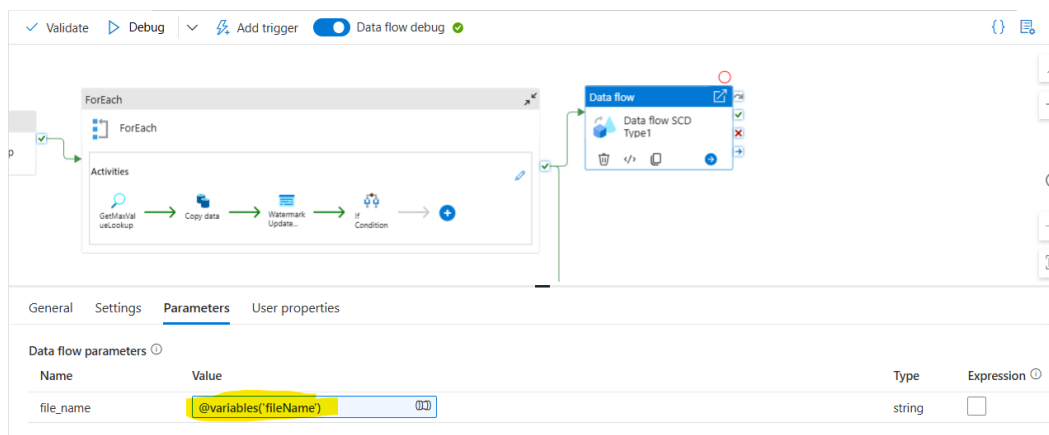 Validate Debug Add trigger Data flow debug {}
ForEach
Data flow
ForEach
Data flow SCD
Type1
p
Activities
GetMaxVal
ueLookup
Copy data
Watermark
Update...
If
Condition
General Settings Parameters User properties
Data flow parameters
Name Value Type Expression
file_name @variables('fileName') string